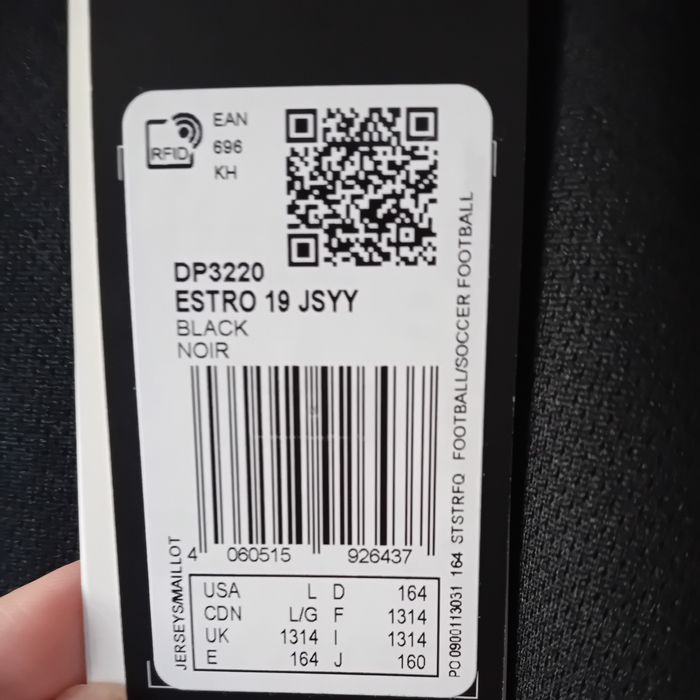 RFID
EAN
696
KH
DP3220
ESTRO 19 JSYY
BLACK
NOIR
4 060515 926437
JERSEYS/MAILLOT
USA L D 164
CDN L/G F 1314
UK 1314 I 1314
E 164 J 160
PC 0900113031 164 STSTRFQ FOOTBALL/SOCCER FOOTBALL